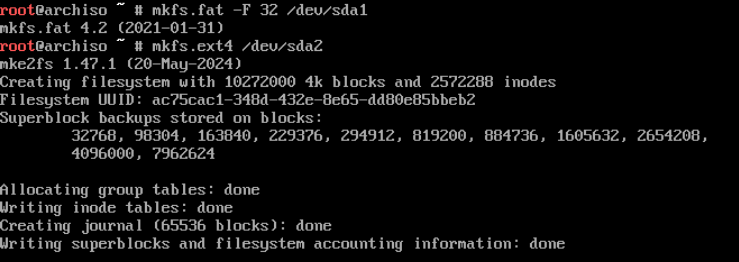 root@archiso ~ # mkfs.fat -F 32 /dev/sda1
mkfs.fat 4.2 (2021-01-31)
root@archiso ~ # mkfs.ext4 /dev/sda2
mke2fs 1.47.1 (20-May-2024)
Creating filesystem with 10272000 4k blocks and 2572288 inodes
Filesystem UUID: ac75cac1-348d-432e-8e65-dd80e85bbeb2
Superblock backups stored on blocks:
32768, 98304, 163840, 229376, 294912, 819200, 884736, 1605632, 2654208,
4096000, 7962624
Allocating group tables: done
Writing inode tables: done
Creating journal (65536 blocks): done
Writing superblocks and filesystem accounting information: done